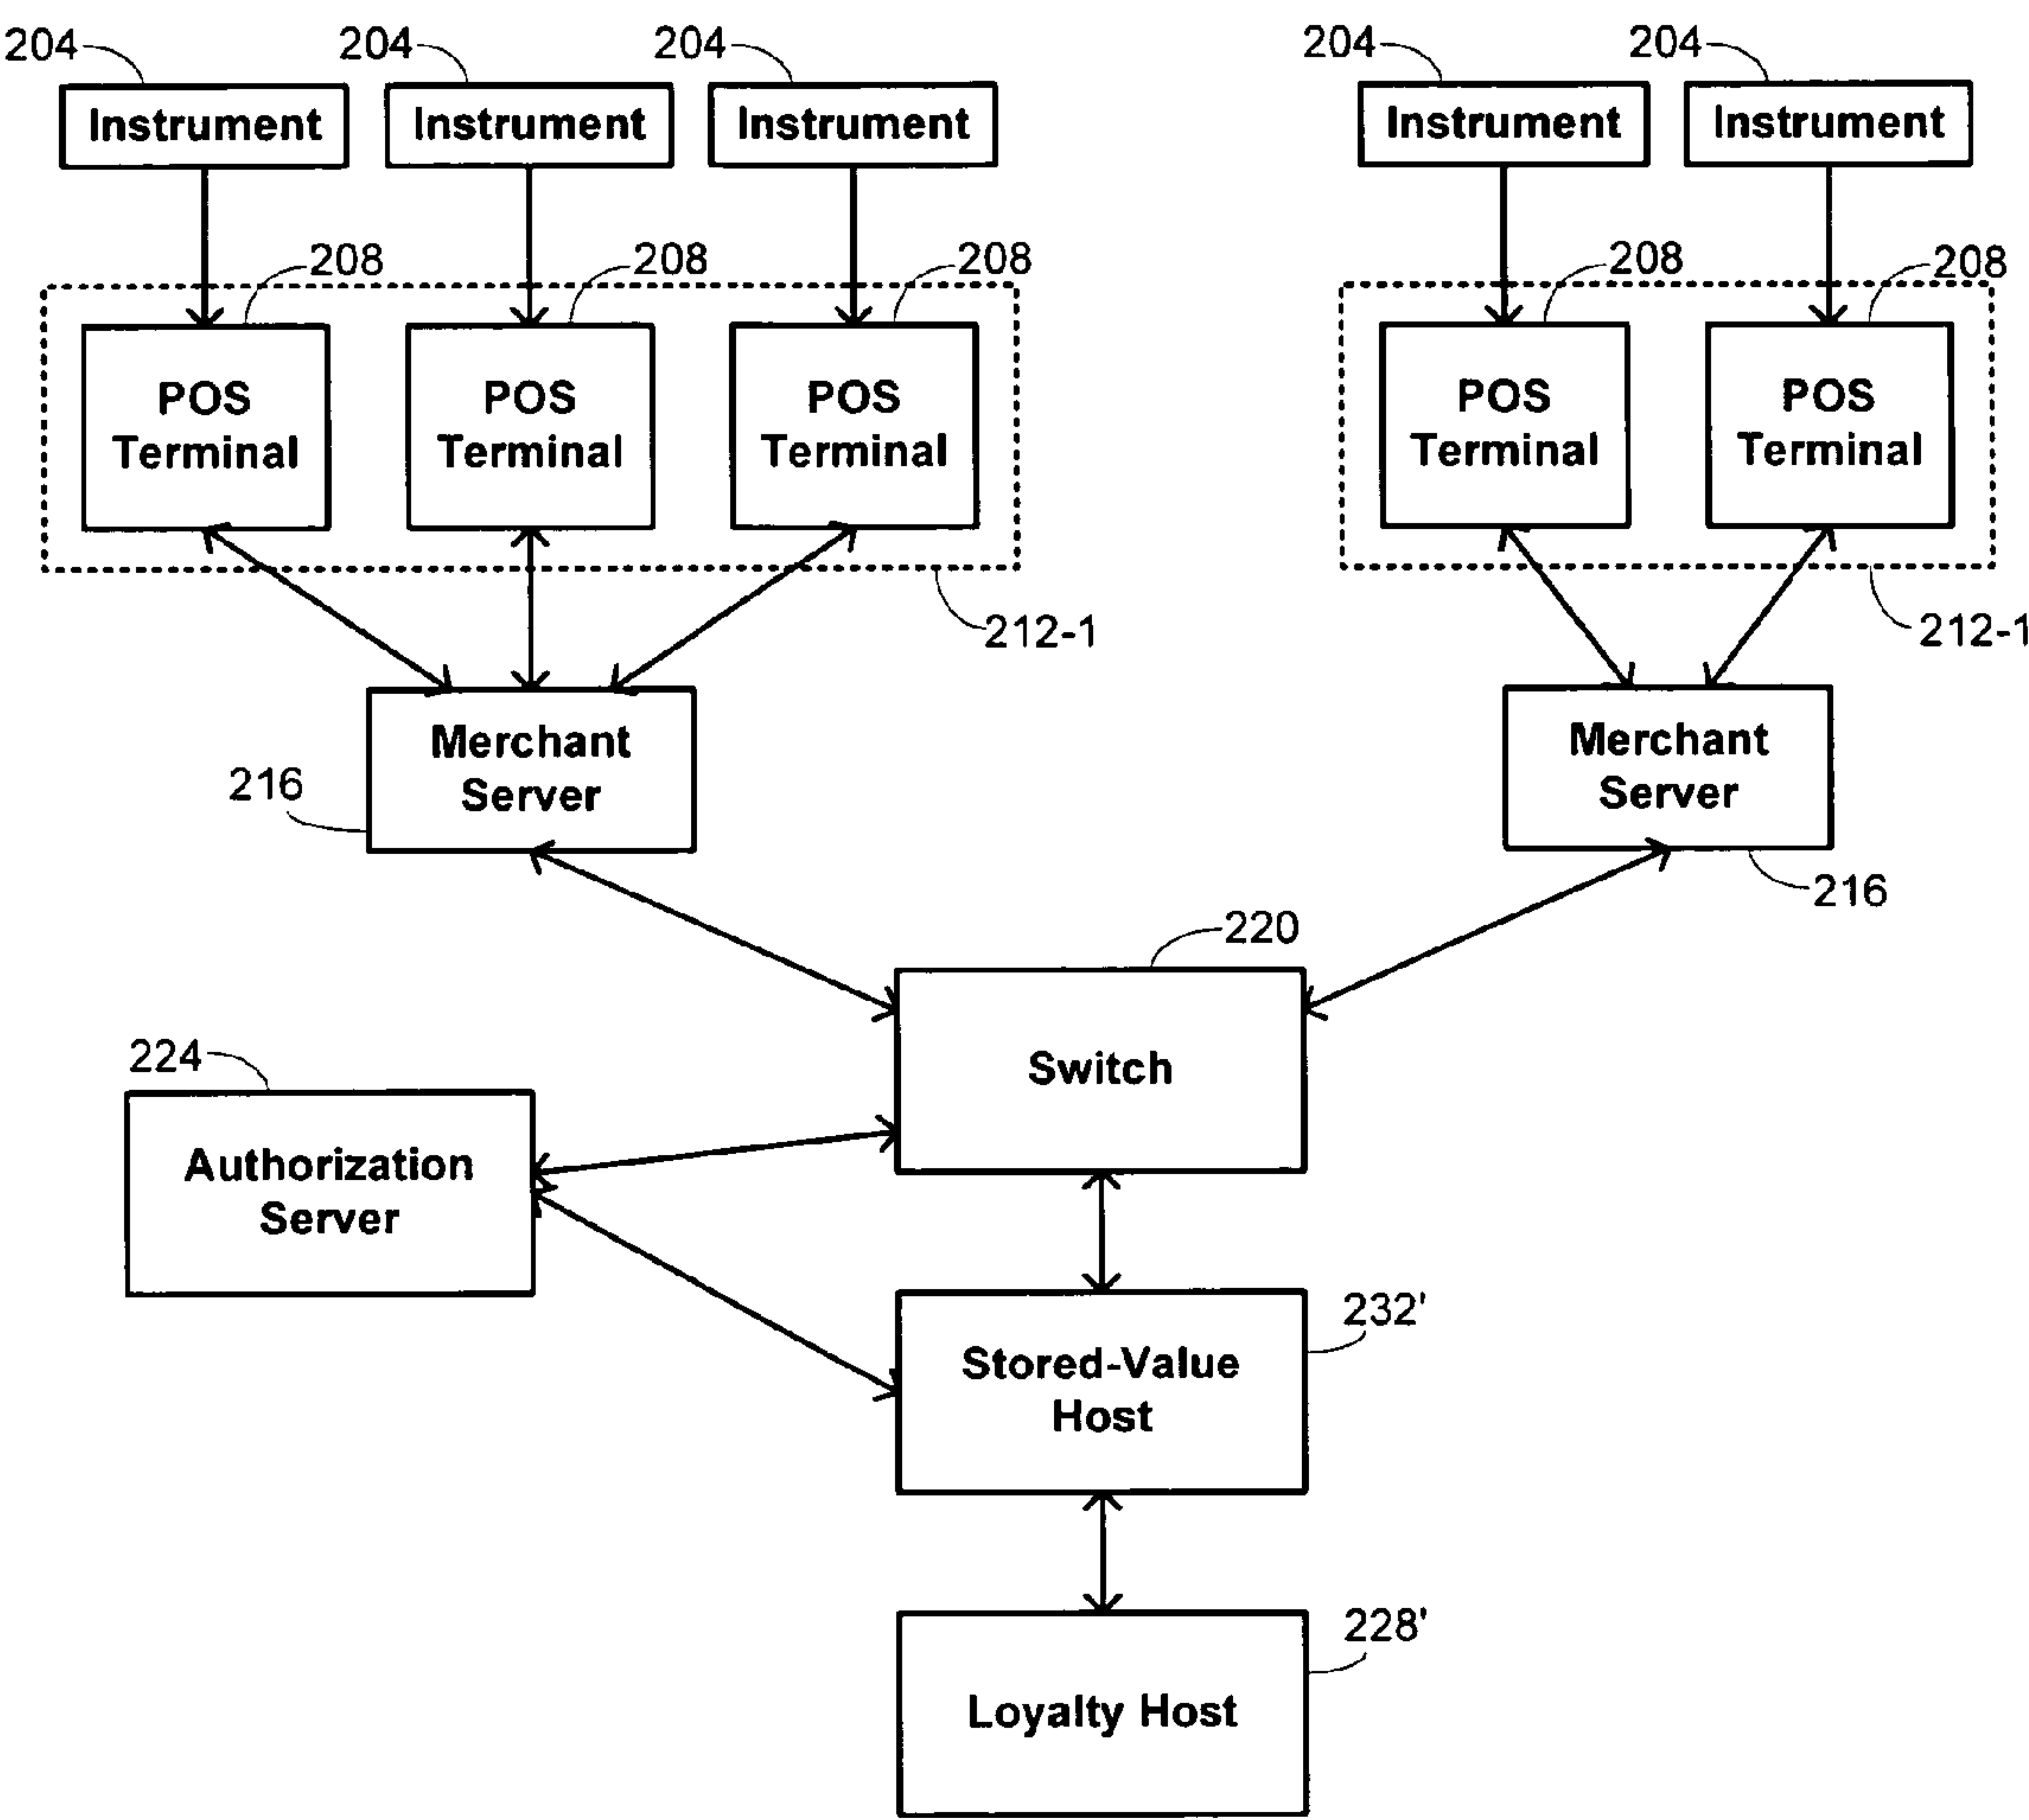 204
204
204
204
204
Instrument
Instrument
Instrument
Instrument
Instrument
208
208
208
208
208
POS
Terminal
POS
Terminal
POS
Terminal
POS
Terminal
POS
Terminal
212-1
212-1
Merchant
Server
216
Merchant
Server
216
220
Switch
224
Authorization
Server
232'
Stored-Value
Host
228'
Loyalty Host